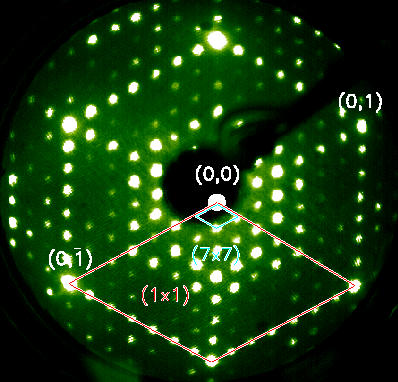 (0,1)
(0,0)
(0,1̄)
(7x7)
(1x1)